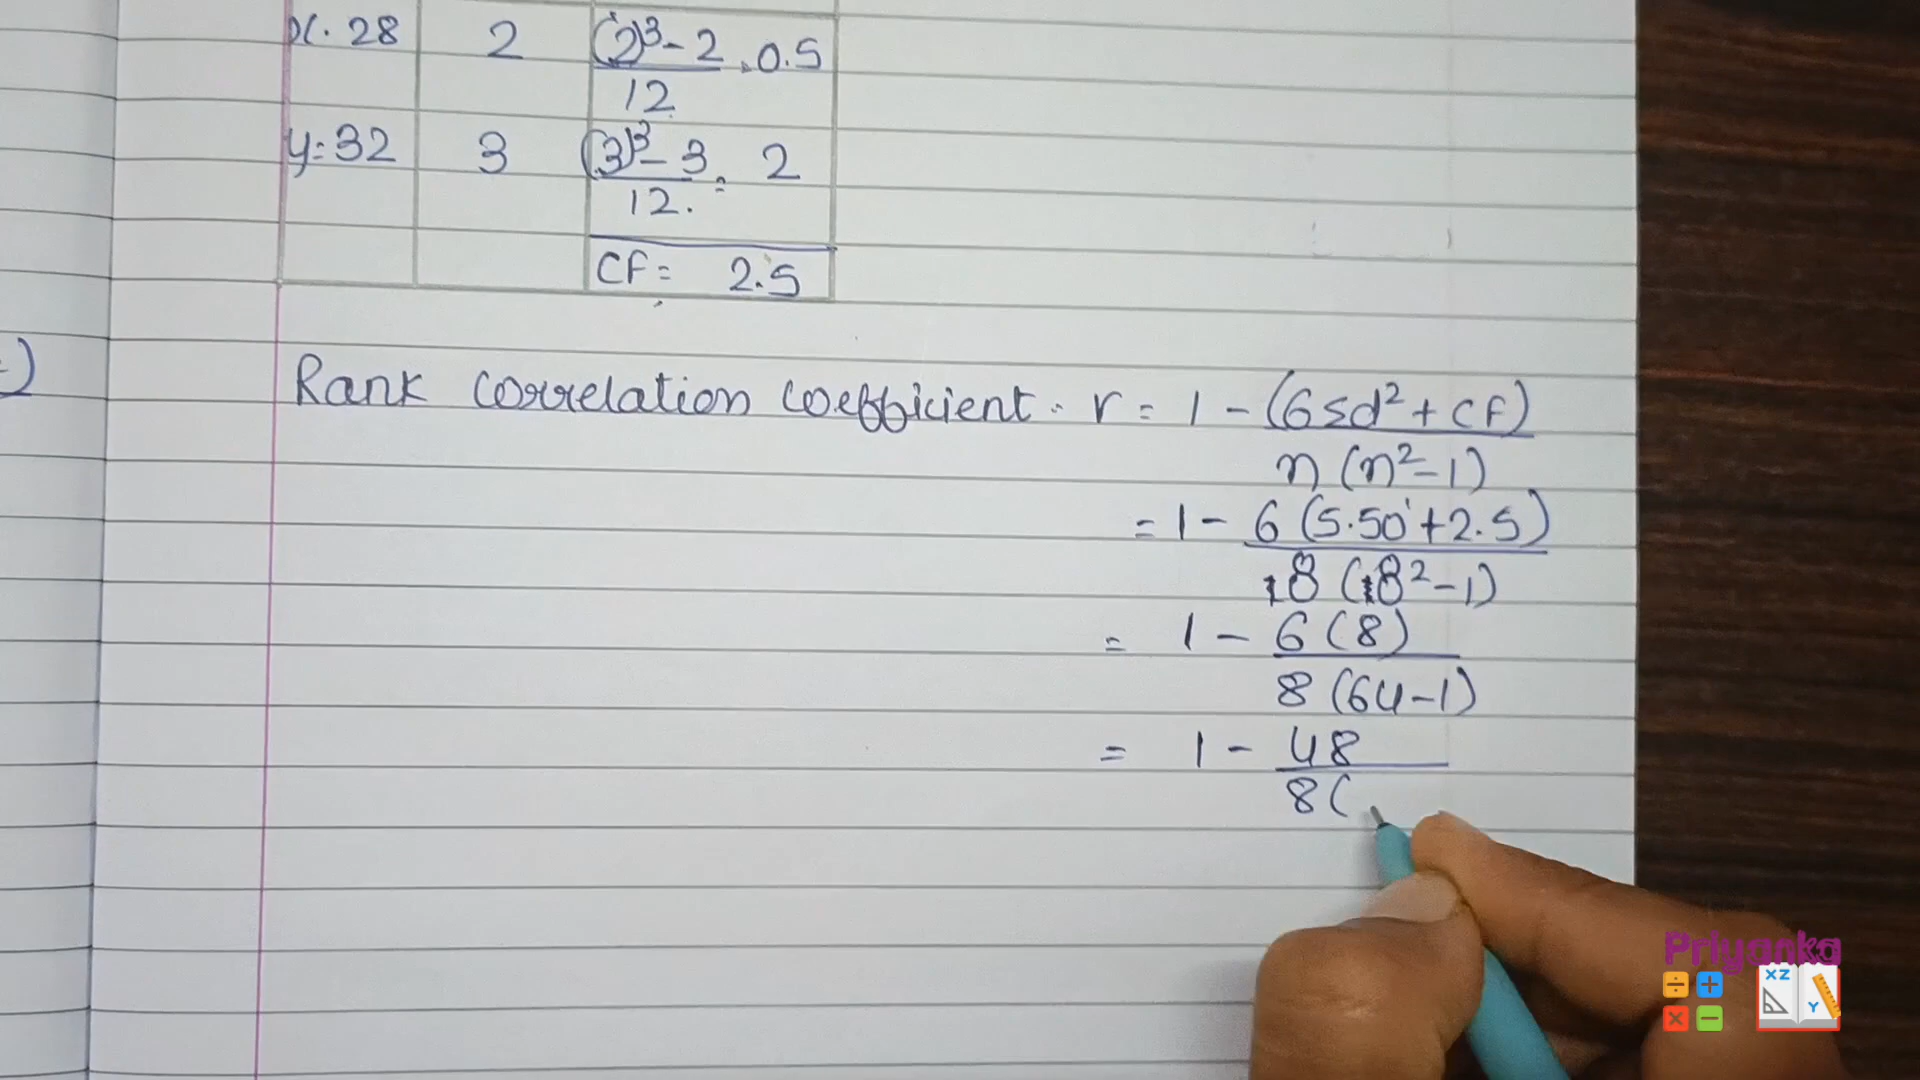 x. 28 2 (2)³-2 . 0.5
12
y=32 3 (3)³-3 = 2
12.
CF = 2.5
)
Rank correlation coefficient. r = 1 - (6Σd²+CF)
n (n²-1)
= 1 - 6 (5.50+2.5)
8 (8²-1)
= 1 - 6 (8)
8 (64-1)
= 1 - 48
8 (
Priyanka
÷ + XZ
× − Y